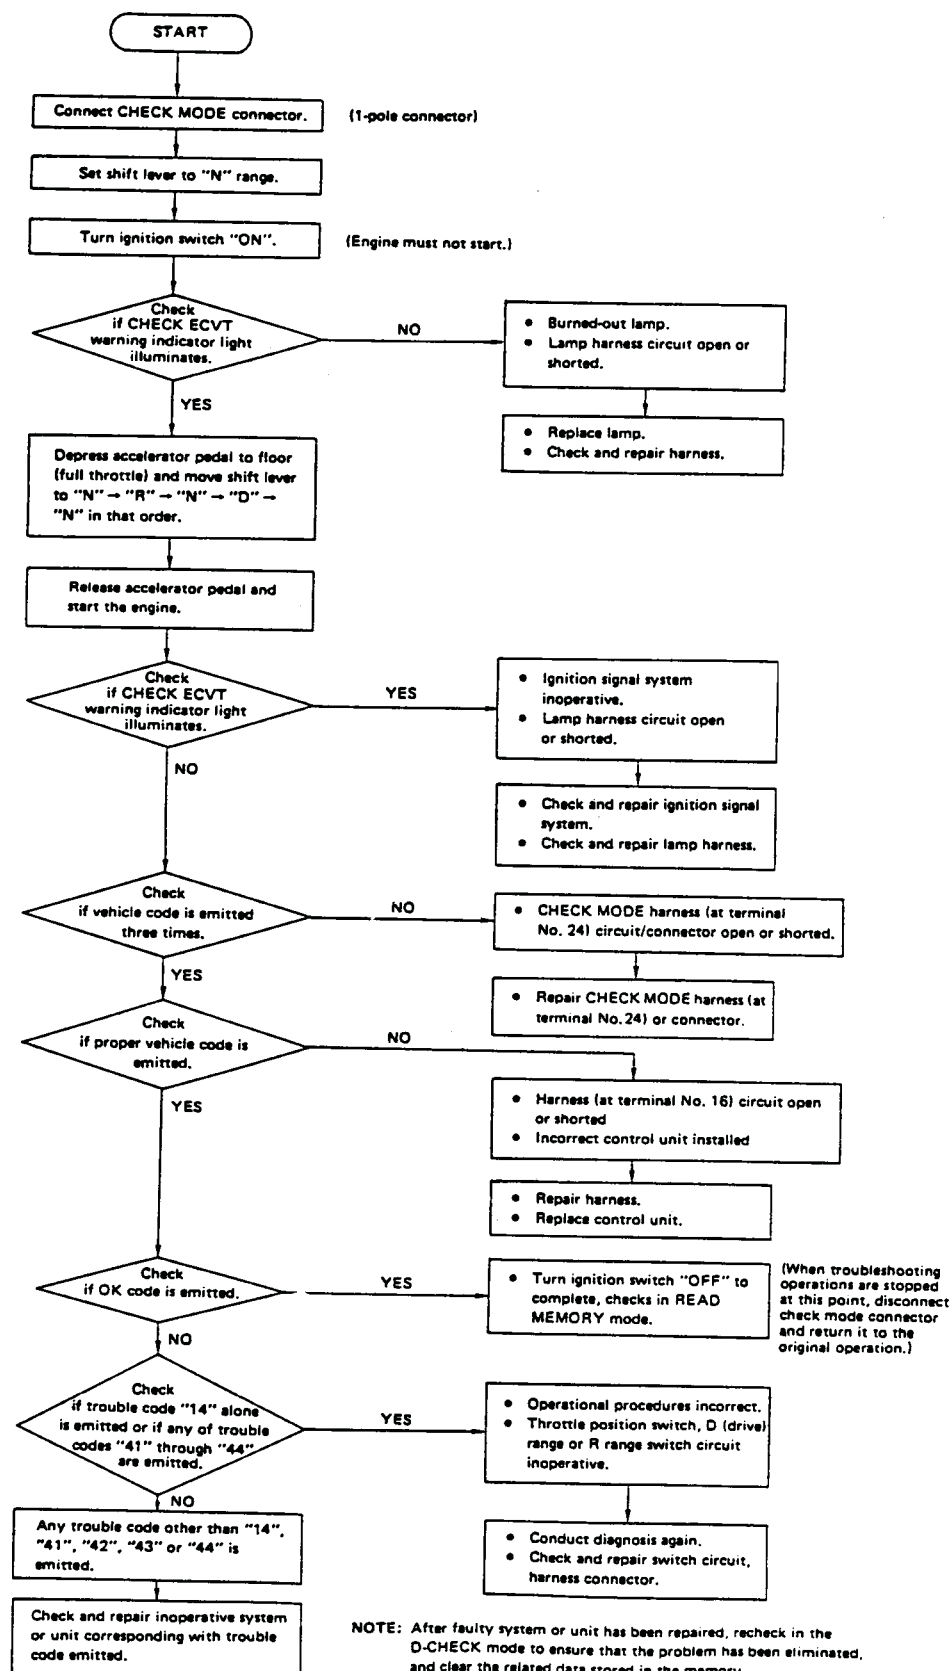 START
Connect CHECK MODE connector.
(1-pole connector)
Set shift lever to "N" range.
Turn ignition switch "ON".
(Engine must not start.)
Check
if CHECK ECVT
warning indicator light
illuminates.
NO
• Burned-out lamp.
• Lamp harness circuit open or
shorted.
• Replace lamp.
• Check and repair harness.
YES
Depress accelerator pedal to floor
(full throttle) and move shift lever
to "N" → "R" → "N" → "D" →
"N" in that order.
Release accelerator pedal and
start the engine.
Check
if CHECK ECVT
warning indicator light
illuminates.
YES
• Ignition signal system
inoperative.
• Lamp harness circuit open
or shorted.
• Check and repair ignition signal
system.
• Check and repair lamp harness.
NO
Check
if vehicle code is emitted
three times.
NO
• CHECK MODE harness (at terminal
No. 24) circuit/connector open or shorted.
• Repair CHECK MODE harness (at
terminal No. 24) or connector.
YES
Check
if proper vehicle code is
emitted.
NO
• Harness (at terminal No. 16) circuit open
or shorted
• Incorrect control unit installed
• Repair harness.
• Replace control unit.
YES
Check
if OK code is emitted.
YES
• Turn ignition switch "OFF" to
complete, checks in READ
MEMORY mode.
(When troubleshooting
operations are stopped
at this point, disconnect
check mode connector
and return it to the
original operation.)
NO
Check
if trouble code "14" alone
is emitted or if any of trouble
codes "41" through "44"
are emitted.
YES
• Operational procedures incorrect.
• Throttle position switch, D (drive)
range or R range switch circuit
inoperative.
• Conduct diagnosis again.
• Check and repair switch circuit,
harness connector.
NO
Any trouble code other than "14",
"41", "42", "43" or "44" is
emitted.
Check and repair inoperative system
or unit corresponding with trouble
code emitted.
NOTE: After faulty system or unit has been repaired, recheck in the
D-CHECK mode to ensure that the problem has been eliminated,
and clear the related data stored in the memory.